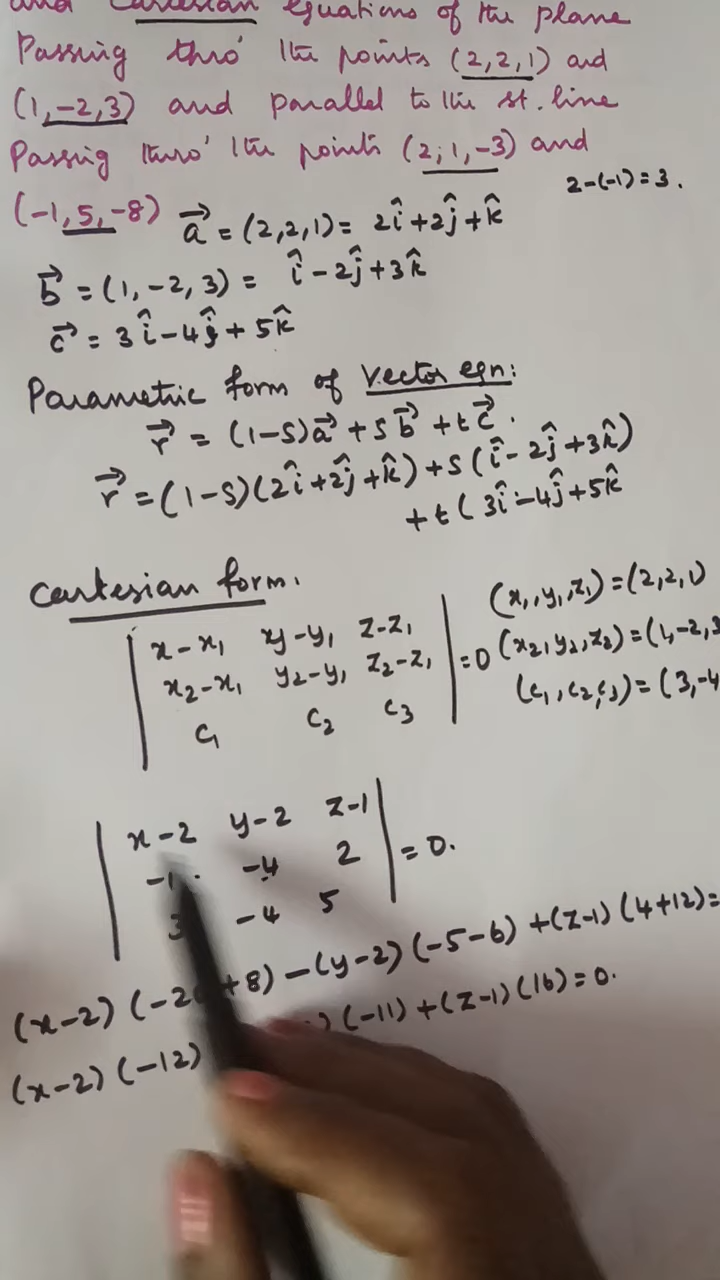 and Cartesian equations of the plane
Passing thro' the points (2,2,1) and
(1,-2,3) and parallel to the st. line
Passing thro' the points (2,1,-3) and
2-(-1)=3.
(-1,5,-8) a⃗ = (2,2,1) = 2î+2ĵ+k̂
b⃗ = (1,-2,3) = î-2ĵ+3k̂
c⃗ = 3î-4ĵ+5k̂
Parametric form of vector eqn:
r⃗ = (1-s)a⃗ + s b⃗ + t c⃗.
r⃗ = (1-s)(2î+2ĵ+k̂)+s(î-2ĵ+3k̂)
+t(3î-4ĵ+5k̂
Cartesian form.
| x-x₁ y-y₁ z-z₁ |
| x₂-x₁ y₂-y₁ z₂-z₁ | =0
| c₁ c₂ c₃ |
(x₁,y₁,z₁)=(2,2,1)
(x₂,y₂,z₂)=(1,-2,3
(c₁,c₂,c₃)=(3,-4
| x-2 y-2 z-1 |
| -1 -4 2 | =0.
| 3 -4 5 |
(x-2)(-20+8)-(y-2)(-5-6)+(z-1)(4+12)=
(x-2)(-12) )(-11)+(z-1)(16)=0.